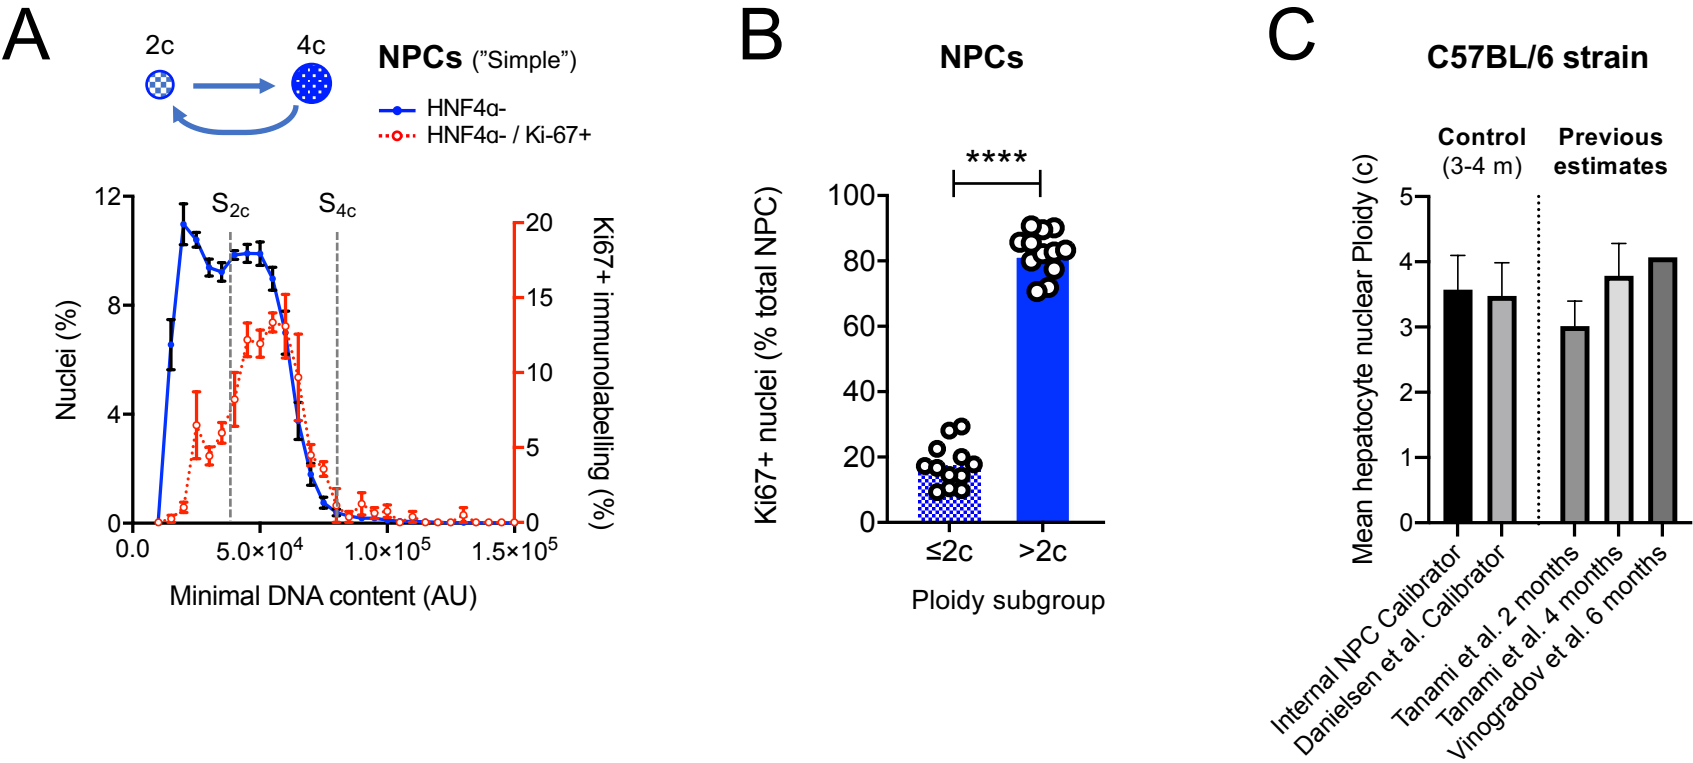 A
2c
4c
NPCs ("Simple")
HNF4α-
HNF4α- / Ki-67+
S2c
S4c
Nuclei (%)
12
8
4
0
20
15
10
5
0
Ki67+ immunolabelling (%)
0.0
5.0×10⁴
1.0×10⁵
1.5×10⁵
Minimal DNA content (AU)
B
NPCs
****
KI67+ nuclei (% total NPC)
100
80
60
40
20
0
≤2c
>2c
Ploidy subgroup
C
C57BL/6 strain
Control
(3-4 m)
Previous
estimates
Mean hepatocyte nuclear Ploidy (c)
5
4
3
2
1
0
Internal NPC Calibrator
Danielsen et al. Calibrator
Tanami et al. 2 months
Tanami et al. 4 months
Vinogradov et al. 6 months